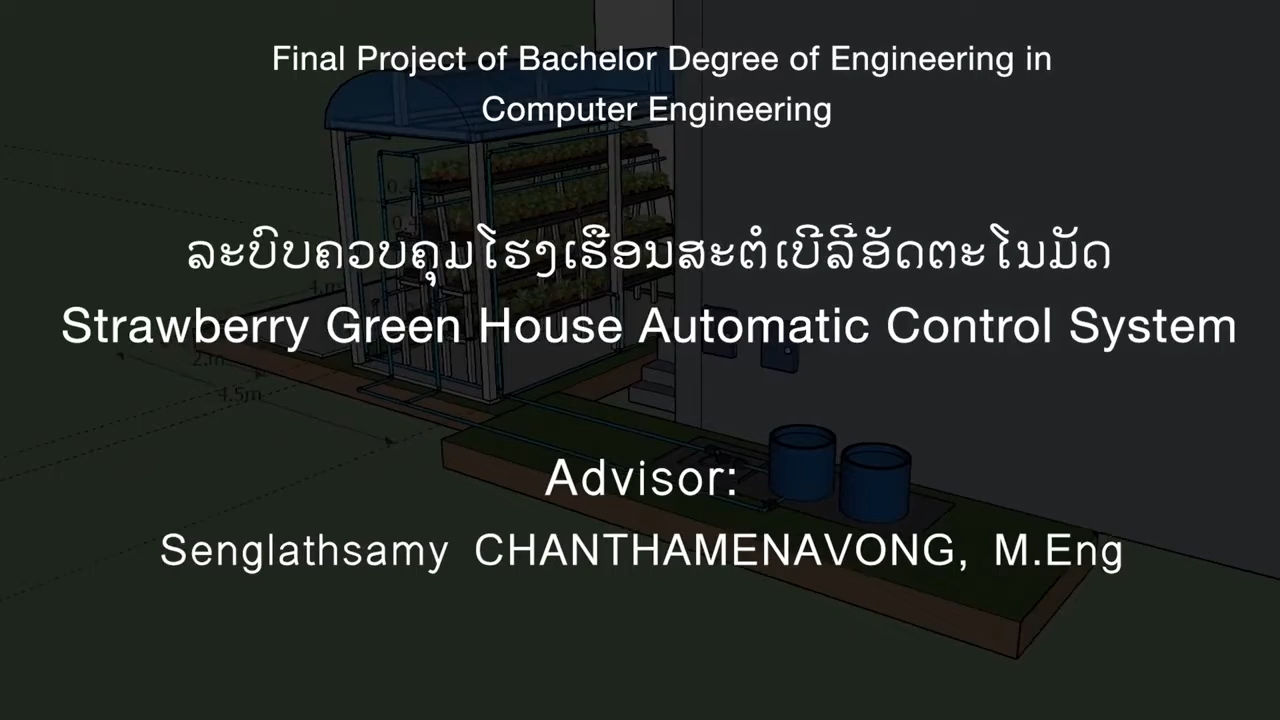 Final Project of Bachelor Degree of Engineering in
Computer Engineering
ລະບົບຄວບຄຸມໂຮງເຮືອນສະຕໍເບີລີ່ອັດຕະໂນມັດ
Strawberry Green House Automatic Control System
4.5m
Advisor:
Senglathsamy CHANTHAMENAVONG, M.Eng